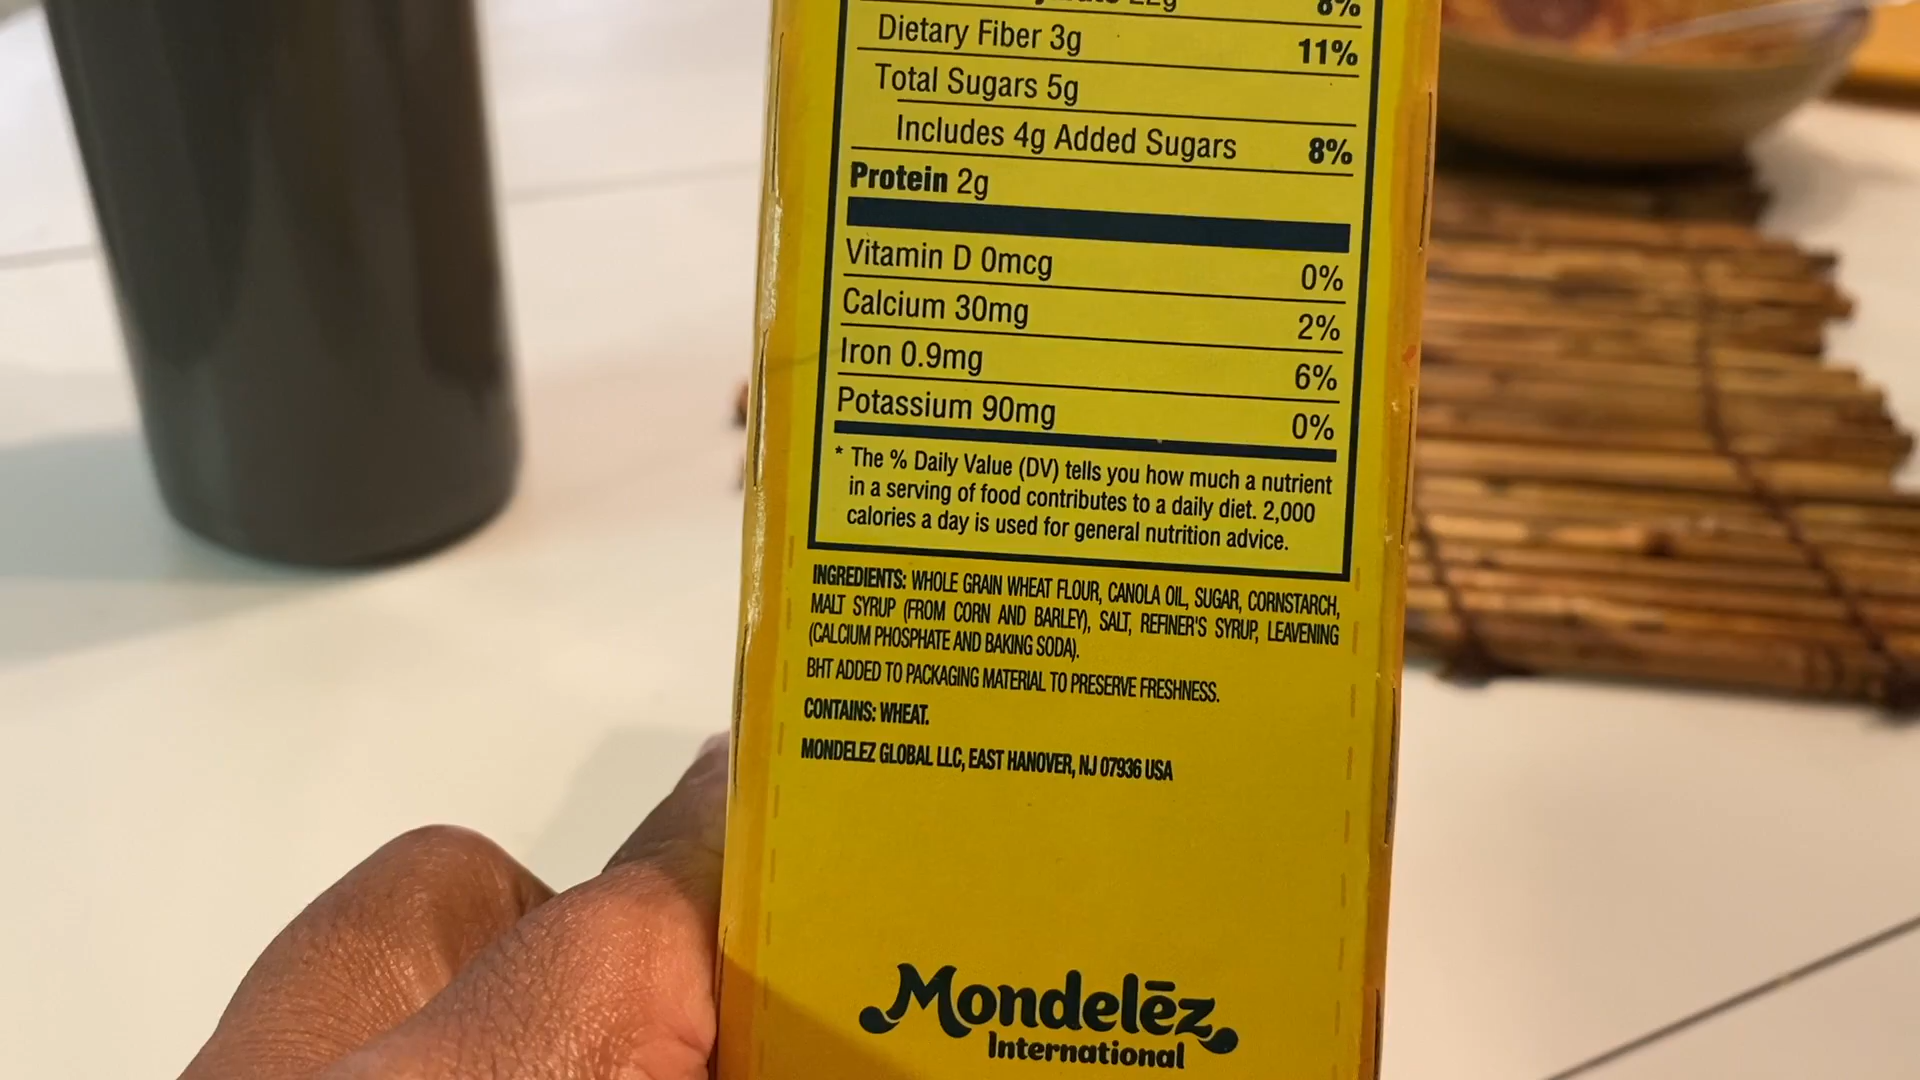 22g 8%
Dietary Fiber 3g 11%
Total Sugars 5g
Includes 4g Added Sugars 8%
Protein 2g
Vitamin D 0mcg 0%
Calcium 30mg 2%
Iron 0.9mg 6%
Potassium 90mg 0%
* The % Daily Value (DV) tells you how much a nutrient
in a serving of food contributes to a daily diet. 2,000
calories a day is used for general nutrition advice.
INGREDIENTS: WHOLE GRAIN WHEAT FLOUR, CANOLA OIL, SUGAR, CORNSTARCH,
MALT SYRUP (FROM CORN AND BARLEY), SALT, REFINER'S SYRUP, LEAVENING
(CALCIUM PHOSPHATE AND BAKING SODA).
BHT ADDED TO PACKAGING MATERIAL TO PRESERVE FRESHNESS.
CONTAINS: WHEAT.
MONDELEZ GLOBAL LLC, EAST HANOVER, NJ 07936 USA
Mondelēz
International